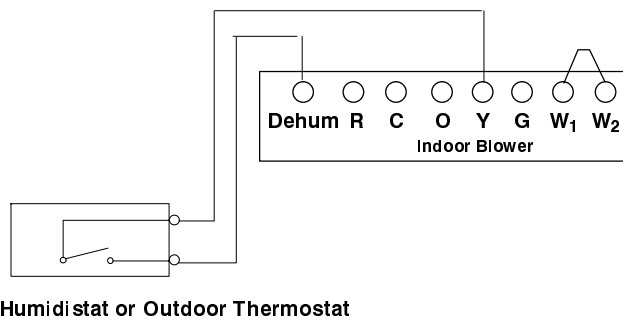 Dehum R C O Y G W1 W2
Indoor Blower
Humidistat or Outdoor Thermostat